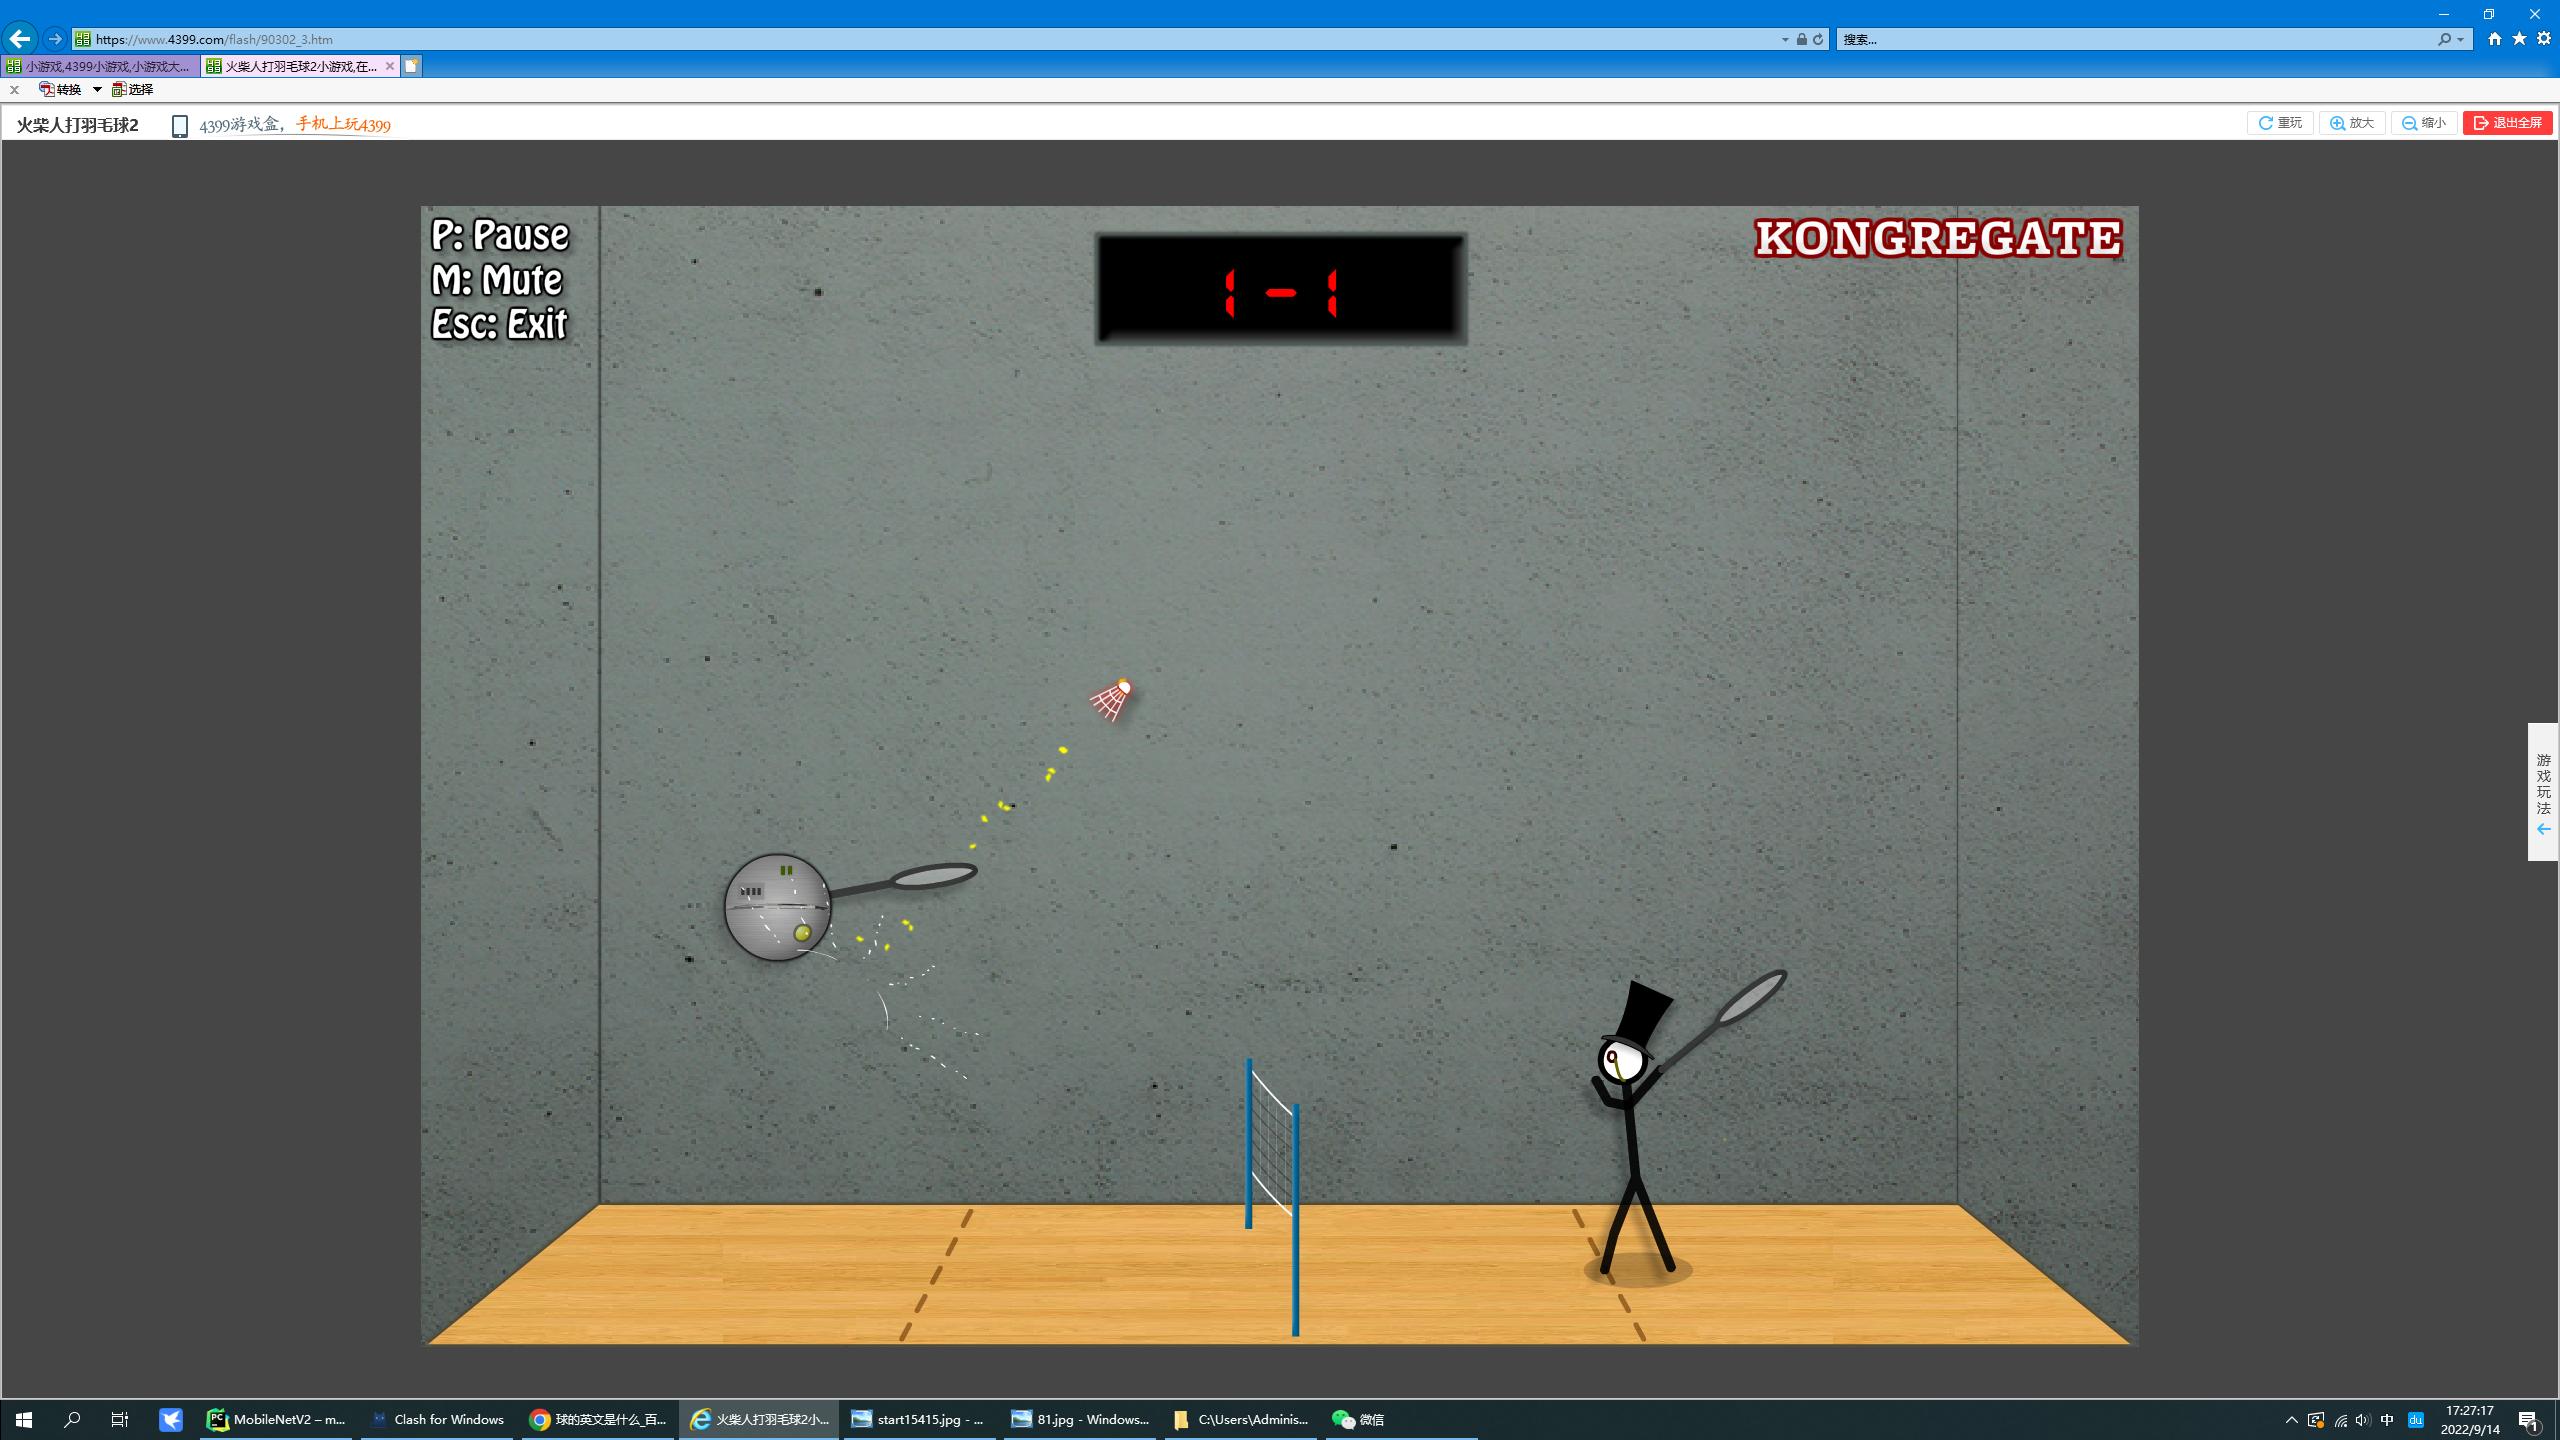 https://www.4399.com/flash/90302_3.htm
搜索...
小游戏,4399小游戏,小游戏大...
火柴人打羽毛球2小游戏,在...
转换
选择
火柴人打羽毛球2
4399游戏盒，手机上玩4399
重玩
放大
缩小
退出全屏
P: Pause
M: Mute
Esc: Exit
1 - 1
KONGREGATE
游戏玩法
PC
MobileNetV2 – m...
Clash for Windows
球的英文是什么_百...
火柴人打羽毛球2小...
start15415.jpg - ...
81.jpg - Windows...
C:\Users\Adminis...
微信
中
du
17:27:17
2022/9/14
1